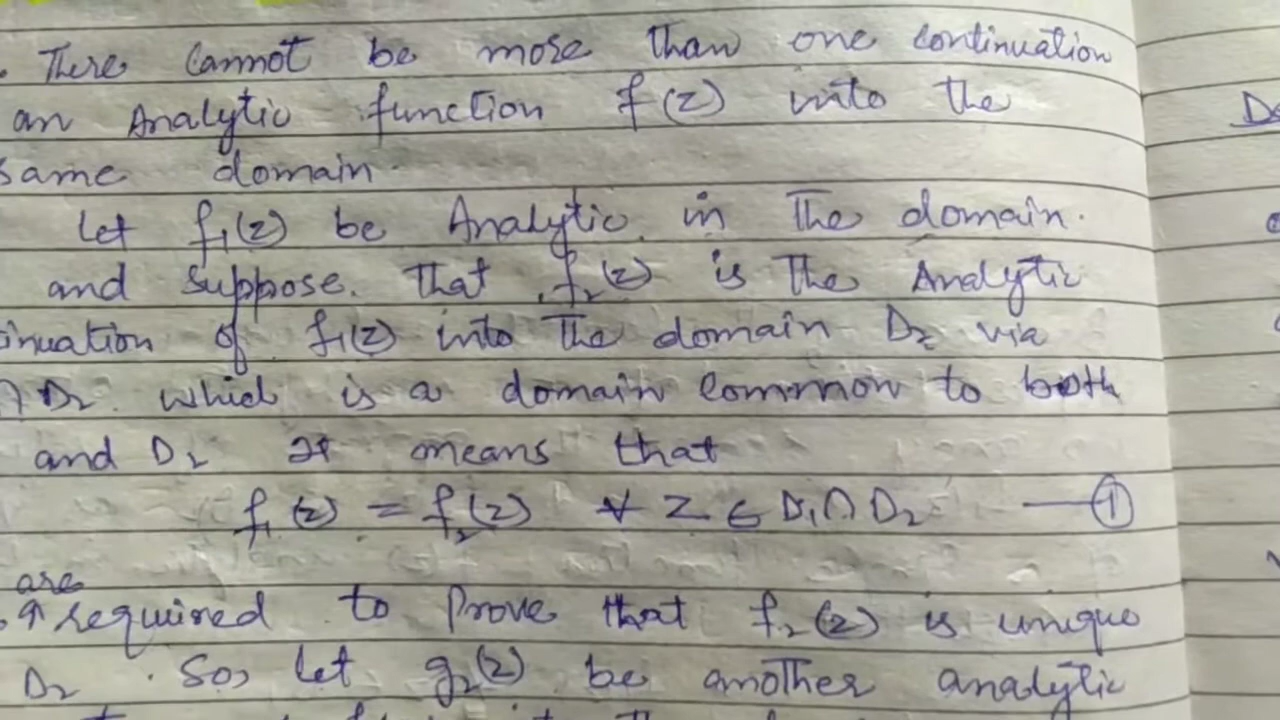 There cannot be more than one continuation
an Analytic function f(z) into the
same domain.
Let f₁(z) be Analytic in the domain.
and suppose. that f₂(z) is the Analytic
inuation of f₁(z) into the domain D₂ via
∩ D₂ which is a domain common to both
and D₂ It means that
f₁(z) = f₂(z) ∀ z ∈ D₁∩D₂ —①
are
required to prove that f₂(z) is unique
D₂. So, let g₂(z) be another analytic